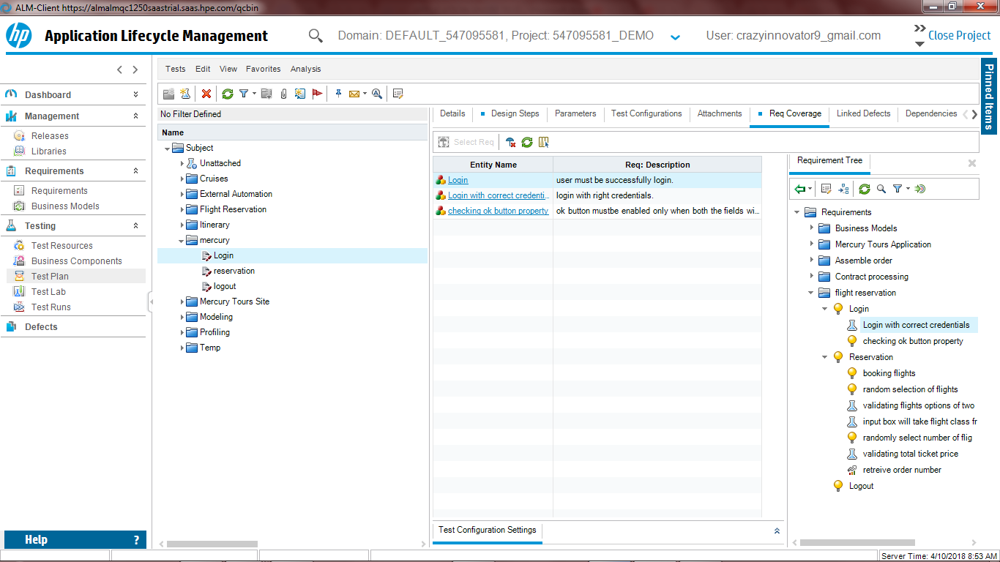 ALM-Client https://almalmqc1250saastrial.saas.hpe.com/qcbin
hp Application Lifecycle Management Domain: DEFAULT_547095581, Project: 547095581_DEMO User: crazyinnovator9_gmail.com Close Project
Dashboard
Management
Releases
Libraries
Requirements
Requirements
Business Models
Testing
Test Resources
Business Components
Test Plan
Test Lab
Test Runs
Defects
Help ?
Tests Edit View Favorites Analysis
No Filter Defined
Name
Subject
Unattached
Cruises
External Automation
Flight Reservation
Itinerary
mercury
Login
reservation
logout
Mercury Tours Site
Modeling
Profiling
Temp
Details Design Steps Parameters Test Configurations Attachments Req Coverage Linked Defects Dependencies
Select Req
Entity Name Req: Description
Login user must be successfully login.
Login with correct credenti... login with right credentials.
checking ok button property ok button mustbe enabled only when both the fields wi...
Test Configuration Settings
Requirement Tree
Requirements
Business Models
Mercury Tours Application
Assemble order
Contract processing
flight reservation
Login
Login with correct credentials
checking ok button property
Reservation
booking flights
random selection of flights
validating flights options of two
input box will take flight class fr
randomly select number of flig
validating total ticket price
retreive order number
Logout
Pinned Items
Server Time: 4/10/2018 8:53 AM